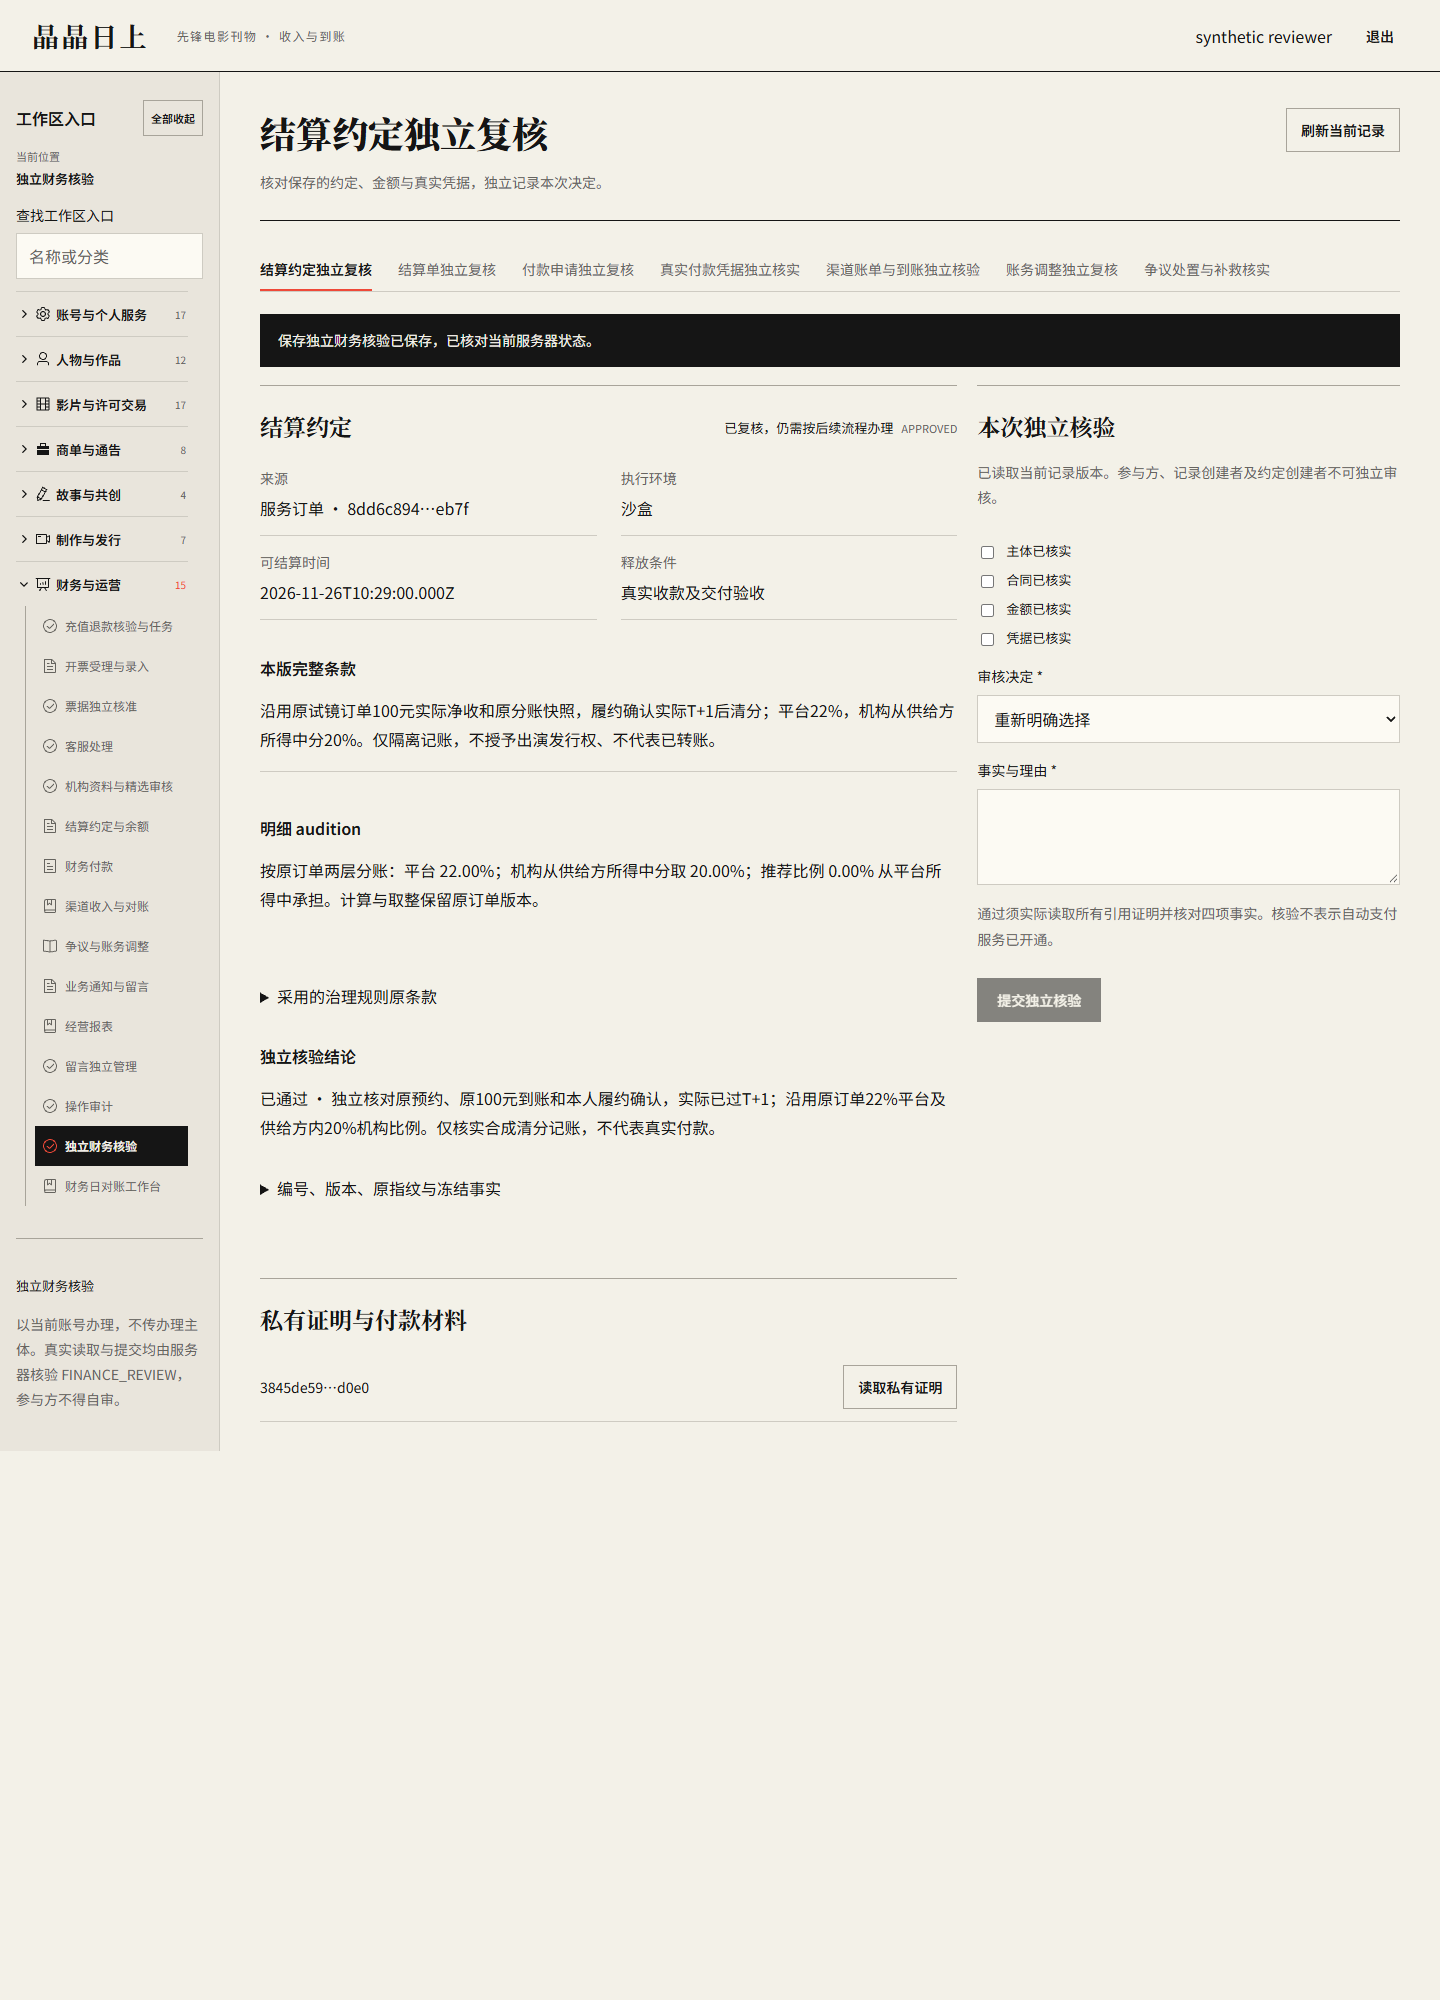 晶晶日上
先锋电影刊物 · 收入与到账
synthetic reviewer
退出
工作区入口
全部收起
当前位置
独立财务核验
查找工作区入口
名称或分类
账号与个人服务 17
人物与作品 12
影片与许可交易 17
商单与通告 8
故事与共创 4
制作与发行 7
财务与运营 15
充值退款核验与任务
开票受理与录入
票据独立核准
客服处理
机构资料与精选审核
结算约定与余额
财务付款
渠道收入与对账
争议与账务调整
业务通知与留言
经营报表
留言独立管理
操作审计
独立财务核验
财务日对账工作台
独立财务核验
以当前账号办理，不传办理主
体。真实读取与提交均由服务
器核验 FINANCE_REVIEW，
参与方不得自审。
结算约定独立复核
刷新当前记录
核对保存的约定、金额与真实凭据，独立记录本次决定。
结算约定独立复核 结算单独立复核 付款申请独立复核 真实付款凭据独立核实 渠道账单与到账独立核验 账务调整独立复核 争议处置与补救核实
保存独立财务核验已保存，已核对当前服务器状态。
结算约定
已复核，仍需按后续流程办理 APPROVED
来源
服务订单 · 8dd6c894…eb7f
执行环境
沙盒
可结算时间
2026-11-26T10:29:00.000Z
释放条件
真实收款及交付验收
本版完整条款
沿用原试镜订单100元实际净收和原分账快照，履约确认实际T+1后清分；平台22%，机构从供给方
所得中分20%。仅隔离记账，不授予出演发行权、不代表已转账。
明细 audition
按原订单两层分账：平台 22.00%；机构从供给方所得中分取 20.00%；推荐比例 0.00% 从平台所
得中承担。计算与取整保留原订单版本。
采用的治理规则原条款
独立核验结论
已通过 · 独立核对原预约、原100元到账和本人履约确认，实际已过T+1；沿用原订单22%平台及
供给方内20%机构比例。仅核实合成清分记账，不代表真实付款。
编号、版本、原指纹与冻结事实
私有证明与付款材料
3845de59…d0e0
读取私有证明
本次独立核验
已读取当前记录版本。参与方、记录创建者及约定创建者不可独立审
核。
主体已核实
合同已核实
金额已核实
凭据已核实
审核决定 *
重新明确选择
事实与理由 *
通过须实际读取所有引用证明并核对四项事实。核验不表示自动支付
服务已开通。
提交独立核验